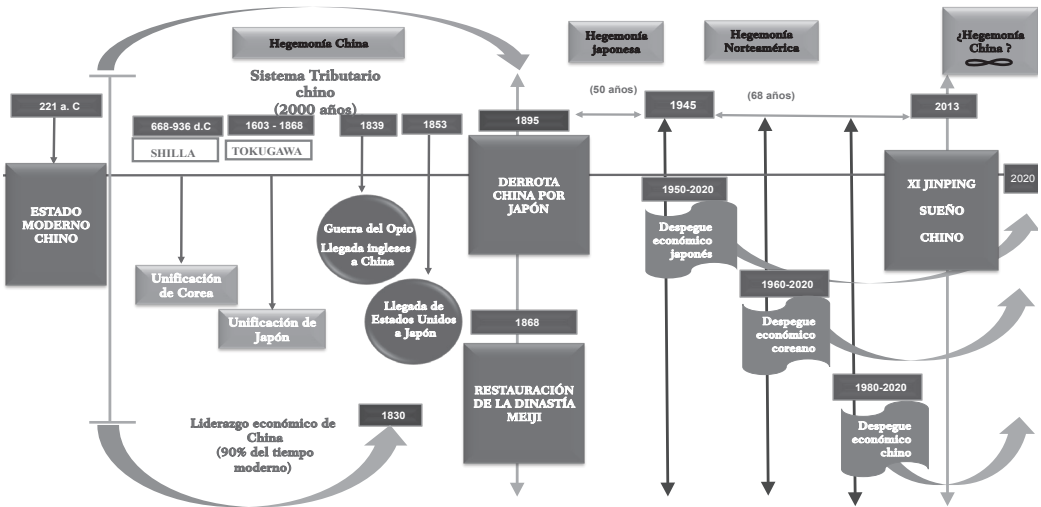 Hegemonía China
Hegemonía
japonesa
Hegemonía
Norteamérica
¿Hegemonía
China ?
Sistema Tributario
chino
(2000 años)
(50 años)
(68 años)
221 a. C
668-936 d.C
SHILLA
1603 - 1868
TOKUGAWA
1839
1853
1895
1945
2013
2020
ESTADO
MODERNO
CHINO
DERROTA
CHINA POR
JAPÓN
XI JINPING
SUEÑO
CHINO
Guerra del Opio
Llegada ingleses
a China
Unificación
de Corea
Unificación de
Japón
Llegada de
Estados Unidos
a Japón
1868
RESTAURACIÓN
DE LA DINASTÍA
MEIJI
1950-2020
Despegue
económico
japonés
1960-2020
Despegue
económico
coreano
1980-2020
Despegue
económico
chino
Liderazgo económico de
China
(90% del tiempo
moderno)
1830